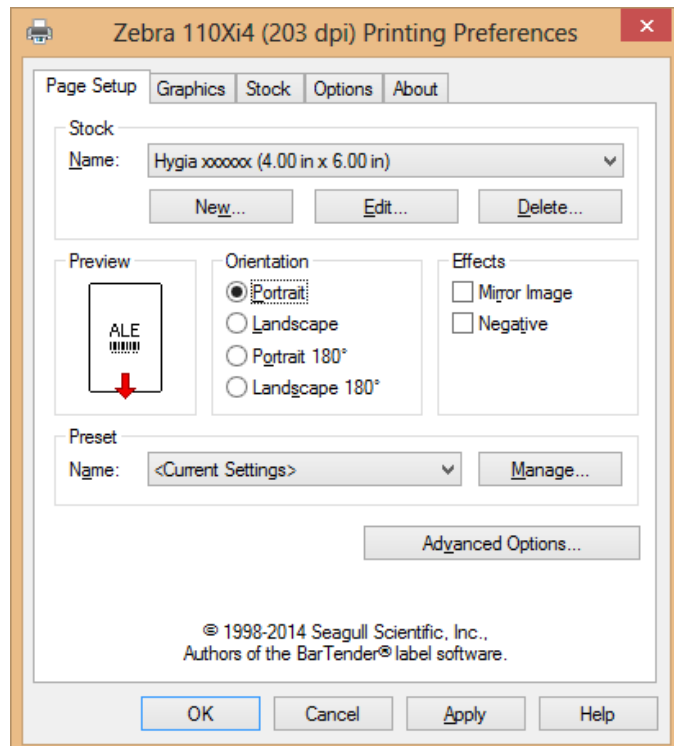 Zebra 110Xi4 (203 dpi) Printing Preferences
Page Setup Graphics Stock Options About
Stock
Name: Hygia xxxxxx (4.00 in x 6.00 in)
New... Edit... Delete...
Preview Orientation Effects
Portrait Mirror Image
ALE Landscape Negative
Portrait 180°
Landscape 180°
Preset
Name: <Current Settings> Manage...
Advanced Options...
© 1998-2014 Seagull Scientific, Inc.,
Authors of the BarTender® label software.
OK Cancel Apply Help